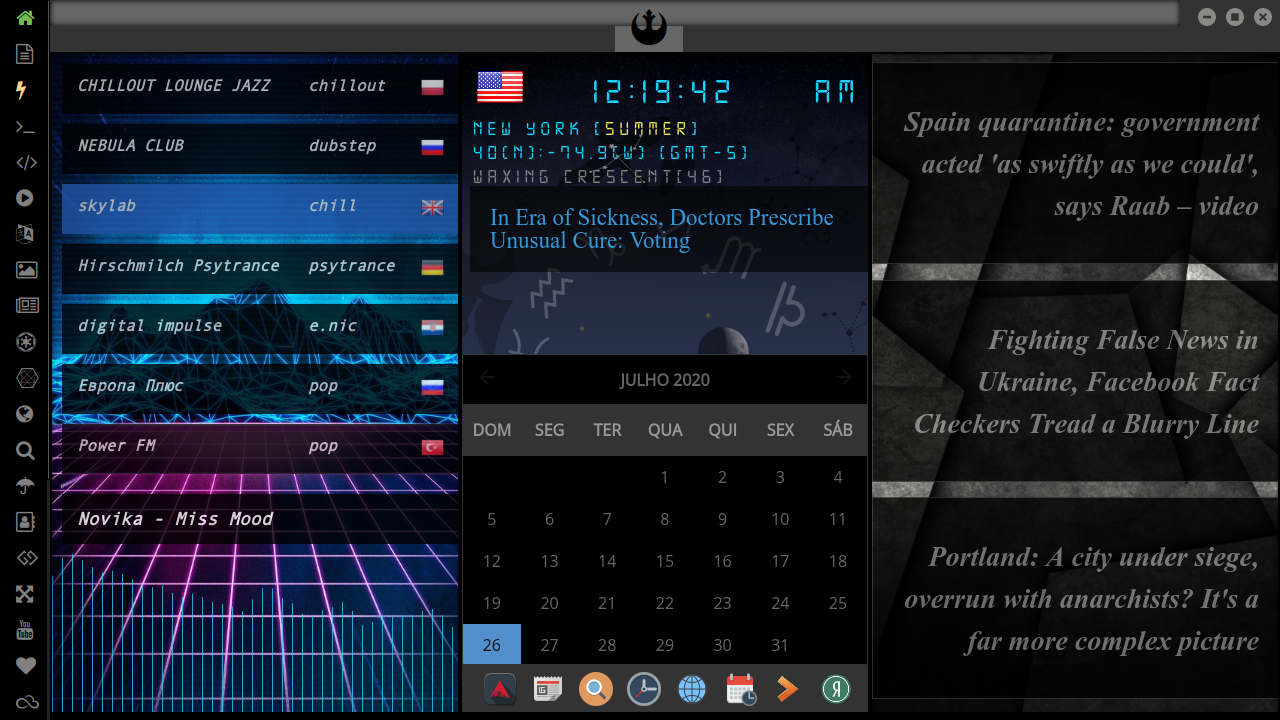 CHILLOUT LOUNGE JAZZ chillout
NEBULA CLUB dubstep
skylab chill
Hirschmilch Psytrance psytrance
digital impulse e.nic
Европа Плюс pop
Power FM pop
Novika - Miss Mood
12:19:42 AM
NEW YORK (SUMMER)
40(N):-74.9(W) (GMT-5)
WAXING CRESCENT(46)
In Era of Sickness, Doctors Prescribe
Unusual Cure: Voting
JULHO 2020
DOM SEG TER QUA QUI SEX SÁB
1 2 3 4
5 6 7 8 9 10 11
12 13 14 15 16 17 18
19 20 21 22 23 24 25
26 27 28 29 30 31
Spain quarantine: government
acted 'as swiftly as we could',
says Raab – video
Fighting False News in
Ukraine, Facebook Fact
Checkers Tread a Blurry Line
Portland: A city under siege,
overrun with anarchists? It's a
far more complex picture
You
Tube
Я